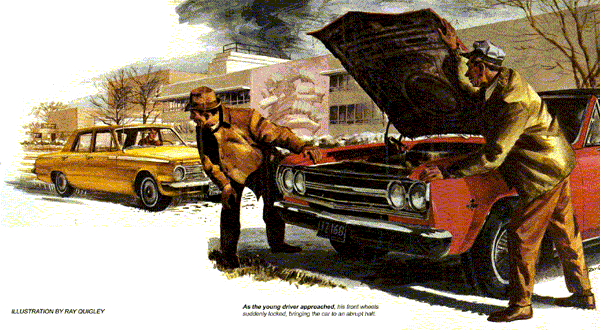 ILLUSTRATION BY RAY QUIGLEY
As the young driver approached, his front wheels
suddenly locked, bringing the car to an abrupt halt.